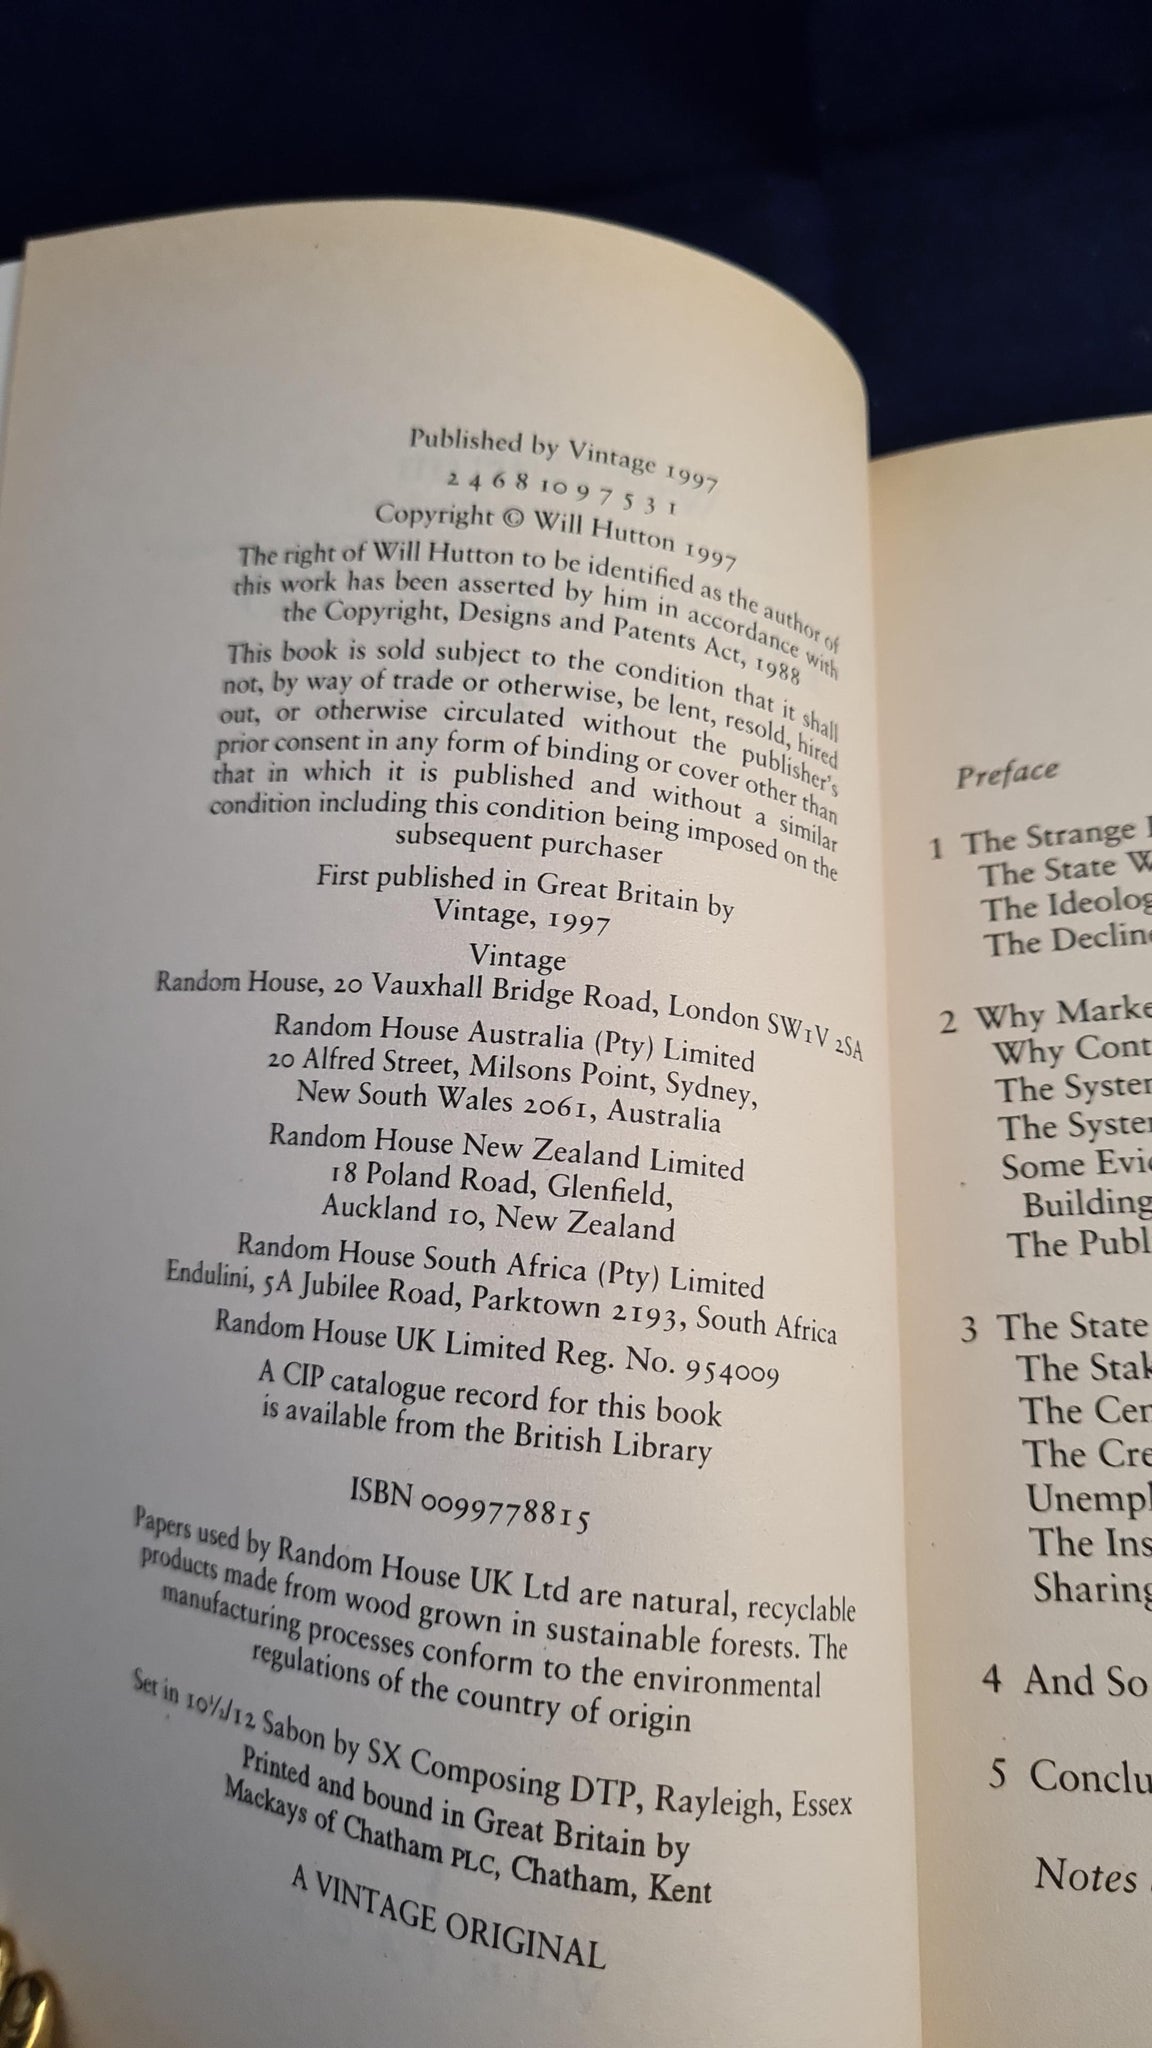 Published by Vintage 1997
2 4 6 8 10 9 7 5 3 1
Copyright © Will Hutton 1997
The right of Will Hutton to be identified as the author of
this work has been asserted by him in accordance with
the Copyright, Designs and Patents Act, 1988
This book is sold subject to the condition that it shall
not, by way of trade or otherwise, be lent, resold, hired
out, or otherwise circulated without the publisher's
prior consent in any form of binding or cover other than
that in which it is published and without a similar
condition including this condition being imposed on the
subsequent purchaser
First published in Great Britain by
Vintage, 1997
Vintage
Random House, 20 Vauxhall Bridge Road, London SW1V 2SA
Random House Australia (Pty) Limited
20 Alfred Street, Milsons Point, Sydney,
New South Wales 2061, Australia
Random House New Zealand Limited
18 Poland Road, Glenfield,
Auckland 10, New Zealand
Random House South Africa (Pty) Limited
Endulini, 5A Jubilee Road, Parktown 2193, South Africa
Random House UK Limited Reg. No. 954009
A CIP catalogue record for this book
is available from the British Library
ISBN 0099778815
Papers used by Random House UK Ltd are natural, recyclable
products made from wood grown in sustainable forests. The
manufacturing processes conform to the environmental
regulations of the country of origin
Set in 10½/12 Sabon by SX Composing DTP, Rayleigh, Essex
Printed and bound in Great Britain by
Mackays of Chatham PLC, Chatham, Kent
A VINTAGE ORIGINAL
Preface
1 The Strange
The State
The Ideolog
The Decline
2 Why Marke
Why Cont
The System
The System
Some Evi
Building
The Publ
3 The State
The Stak
The Cen
The Cre
Unempl
The Ins
Sharing
4 And So
5 Conclu
Notes